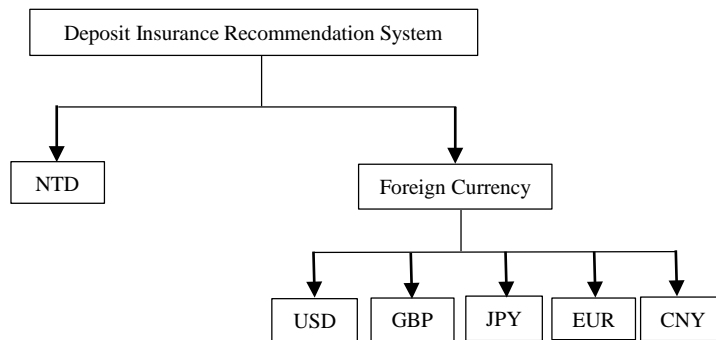 Deposit Insurance Recommendation System
NTD
Foreign Currency
USD
GBP
JPY
EUR
CNY